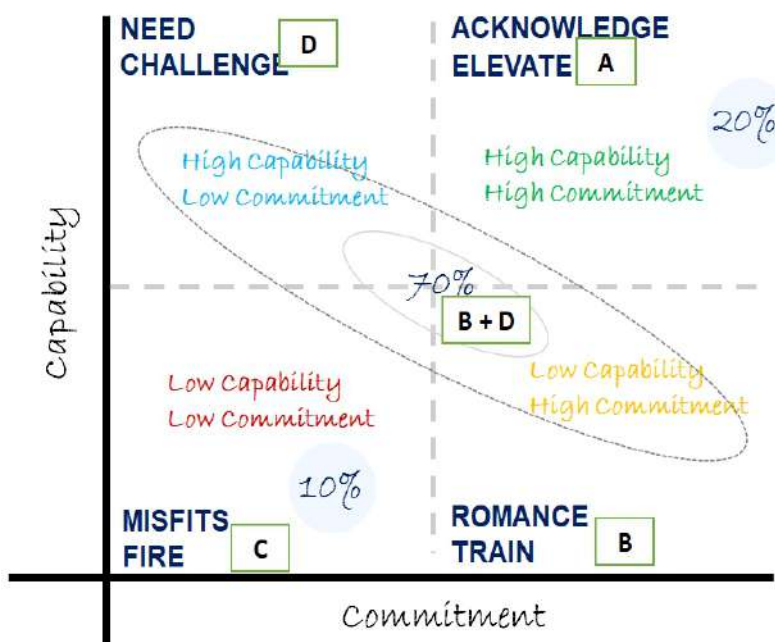 NEED
CHALLENGE
D
ACKNOWLEDGE
ELEVATE
A
20%
High Capability
Low Commitment
High Capability
High Commitment
Capability
70%
B + D
Low Capability
Low Commitment
Low Capability
High Commitment
10%
MISFITS
FIRE
C
ROMANCE
TRAIN
B
Commitment